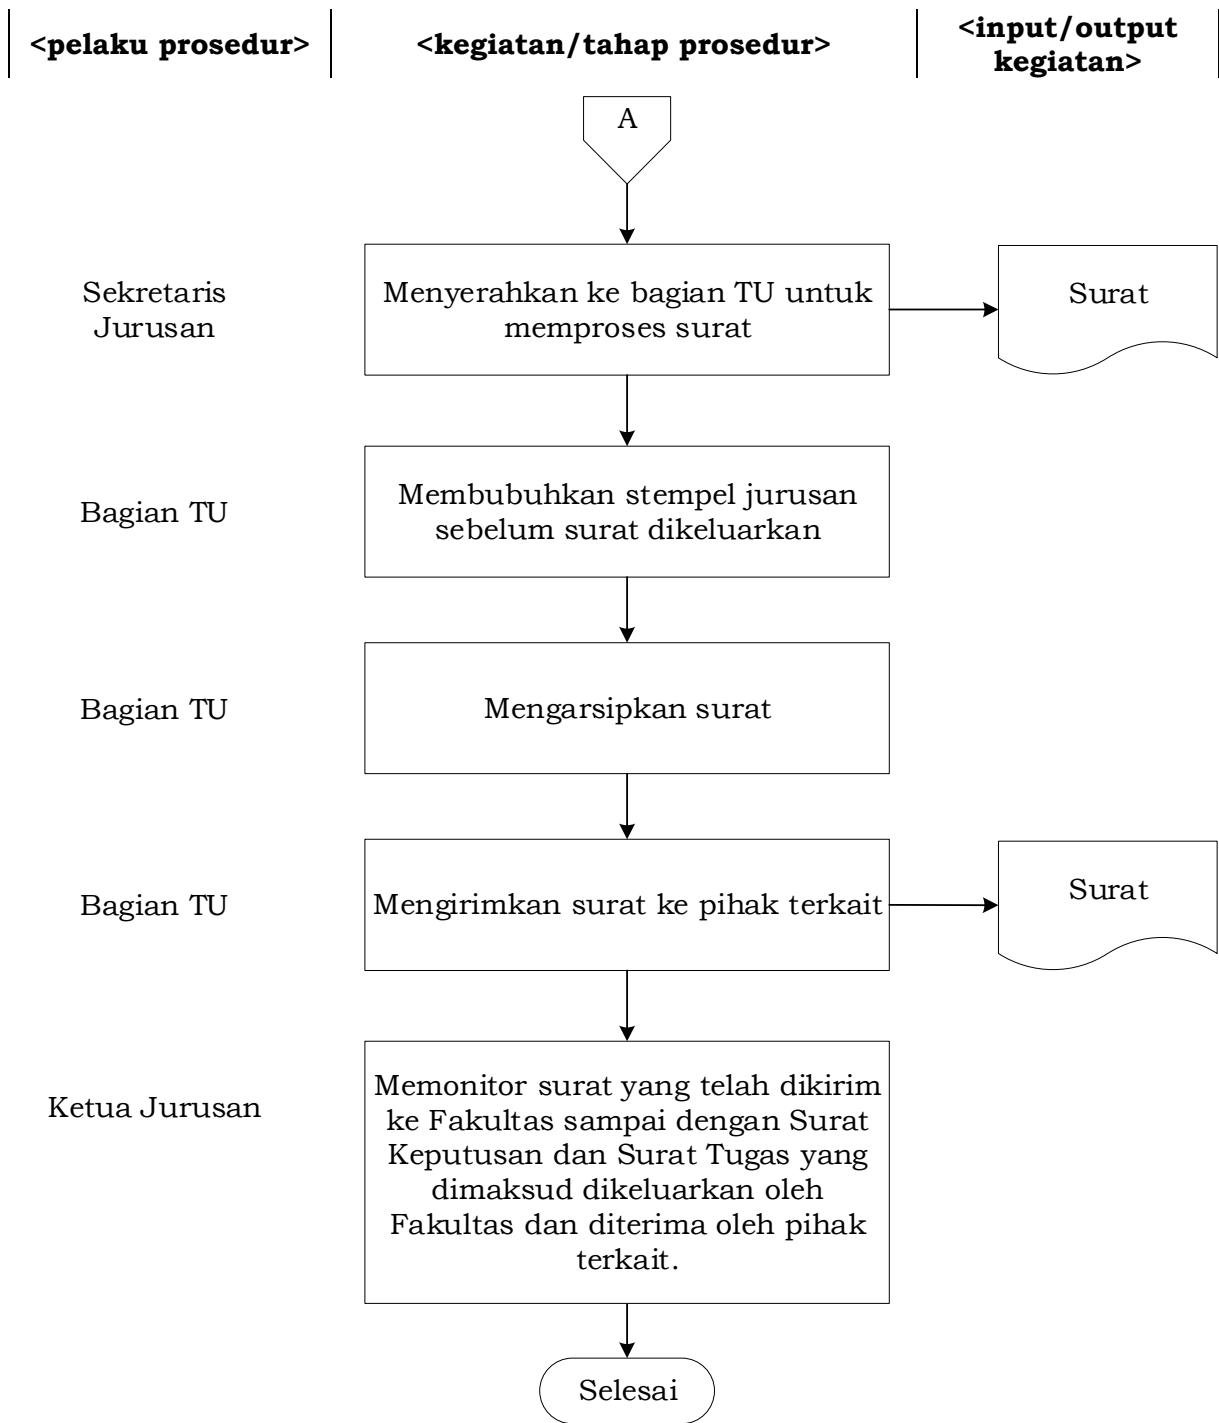 <pelaku prosedur>
<kegiatan/tahap prosedur>
<input/output
kegiatan>
A
Sekretaris
Jurusan
Menyerahkan ke bagian TU untuk
memproses surat
Surat
Bagian TU
Membubuhkan stempel jurusan
sebelum surat dikeluarkan
Bagian TU
Mengarsipkan surat
Bagian TU
Mengirimkan surat ke pihak terkait
Surat
Ketua Jurusan
Memonitor surat yang telah dikirim
ke Fakultas sampai dengan Surat
Keputusan dan Surat Tugas yang
dimaksud dikeluarkan oleh
Fakultas dan diterima oleh pihak
terkait.
Selesai